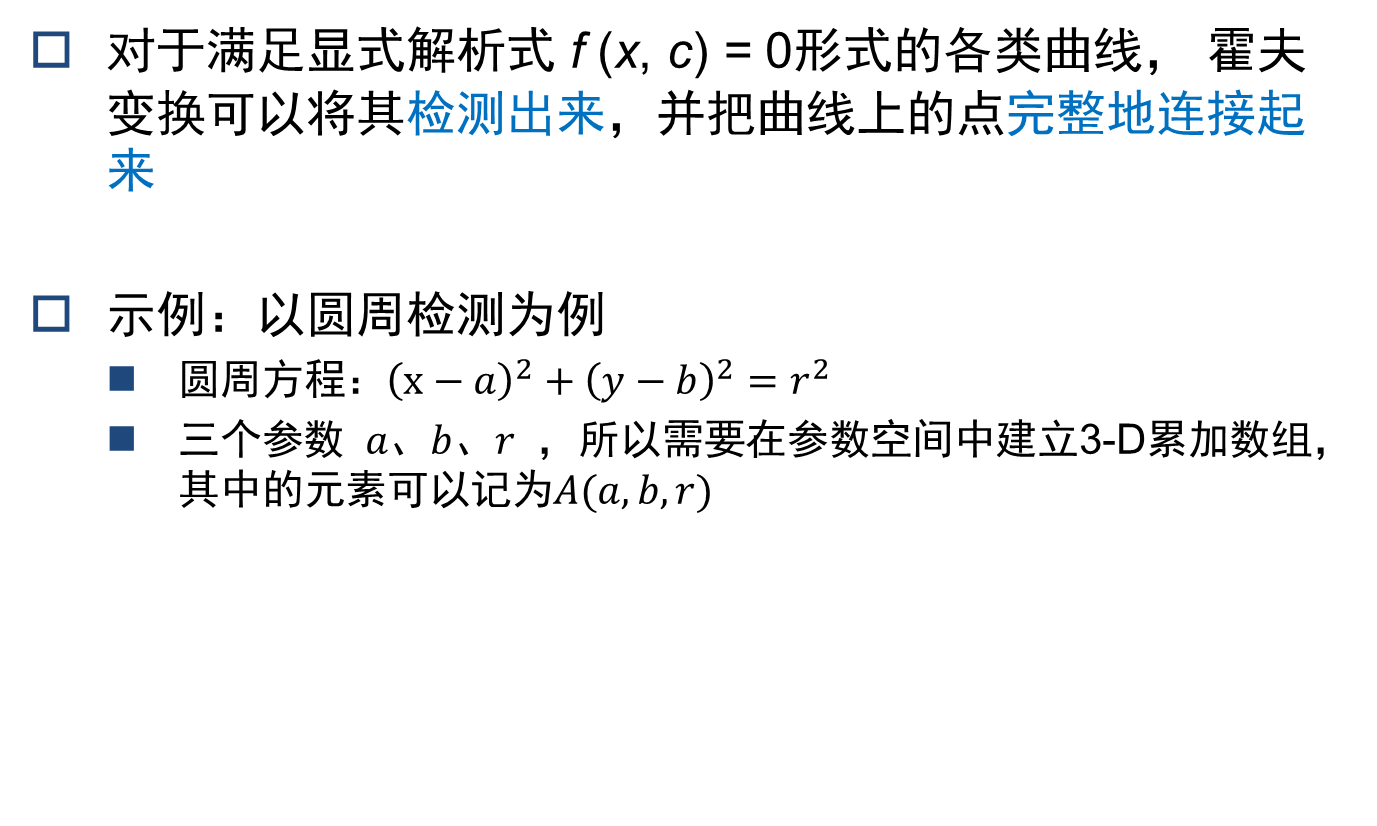 对于满足显式解析式 f (x, c) = 0形式的各类曲线， 霍夫
变换可以将其检测出来，并把曲线上的点完整地连接起
来
示例：以圆周检测为例
圆周方程：(x − a)² + (y − b)² = r²
三个参数 a、b、r ，所以需要在参数空间中建立3-D累加数组，
其中的元素可以记为A(a, b, r)